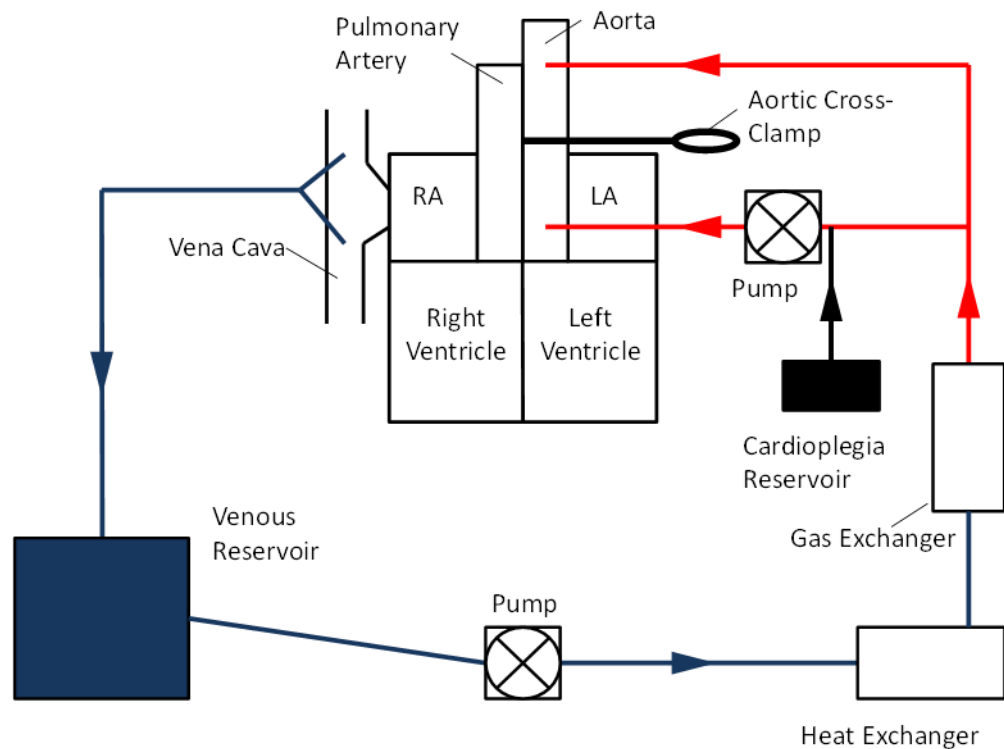 Pulmonary
Artery
Aorta
Aortic Cross-
Clamp
RA
LA
Vena Cava
Pump
Right
Ventricle
Left
Ventricle
Cardioplegia
Reservoir
Venous
Reservoir
Gas Exchanger
Pump
Heat Exchanger